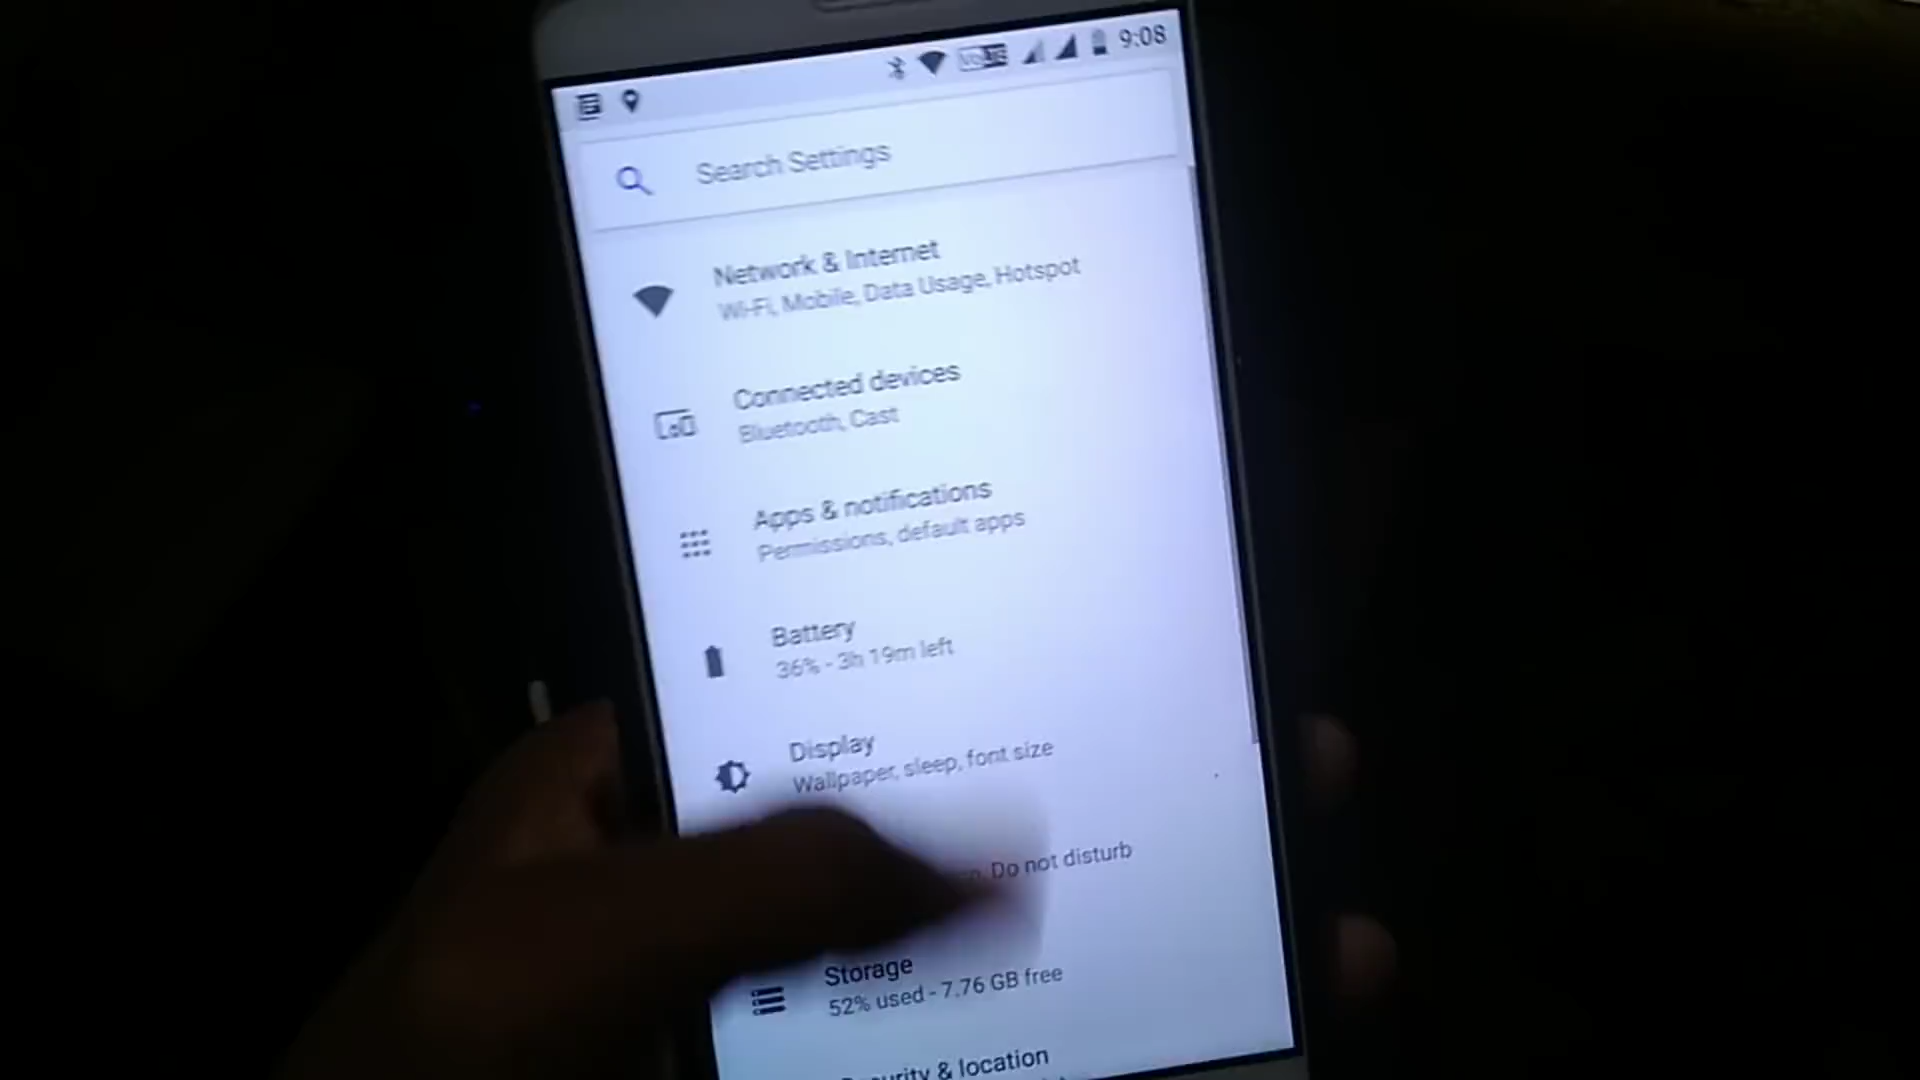 VoLTE 9:08
Search Settings
Network & Internet
Wi-Fi, Mobile, Data Usage, Hotspot
Connected devices
Bluetooth, Cast
Apps & notifications
Permissions, default apps
Battery
36% - 3h 19m left
Display
Wallpaper, sleep, font size
Do not disturb
Storage
52% used - 7.76 GB free
& location